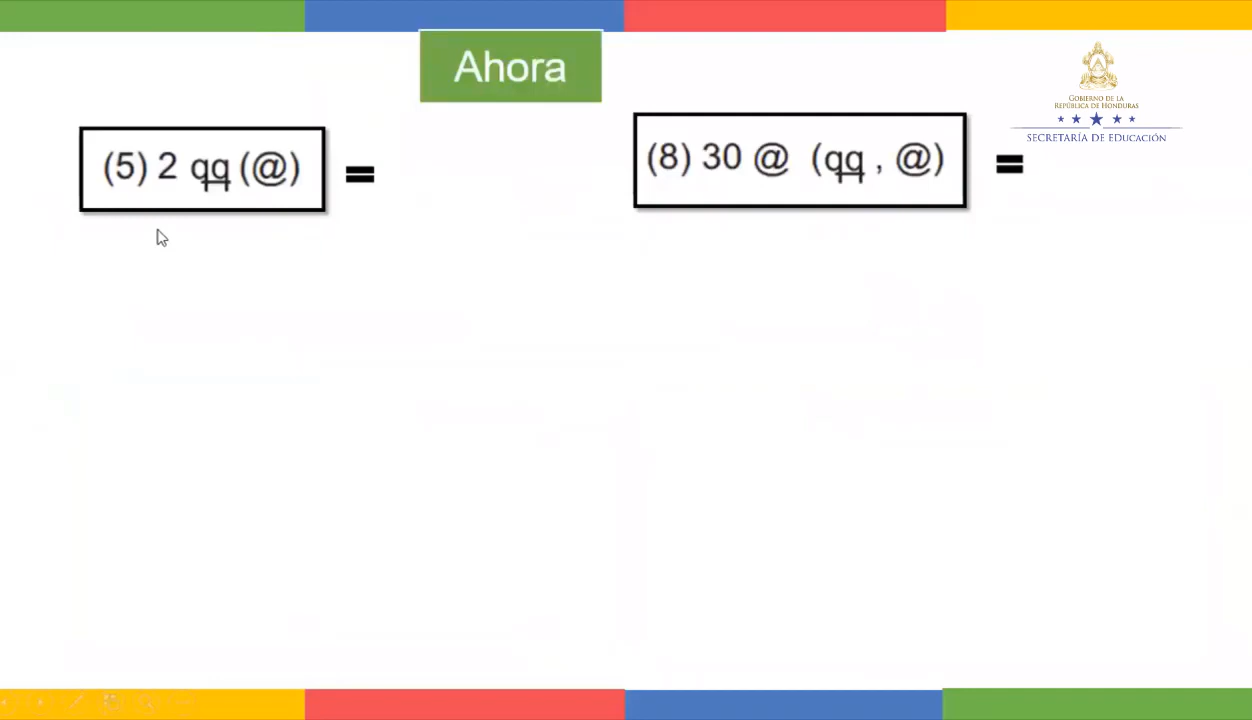 Ahora
(5) 2 qq (@) =
(8) 30 @ (qq , @) =
GOBIERNO DE LA
REPÚBLICA DE HONDURAS
SECRETARÍA DE EDUCACIÓN